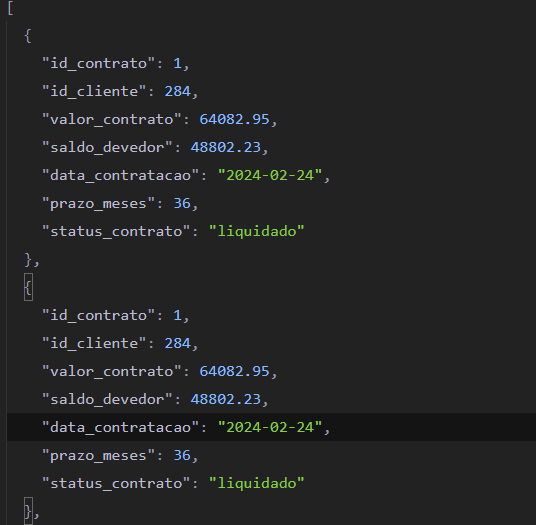 [
{
"id_contrato": 1,
"id_cliente": 284,
"valor_contrato": 64082.95,
"saldo_devedor": 48802.23,
"data_contratacao": "2024-02-24",
"prazo_meses": 36,
"status_contrato": "liquidado"
},
{
"id_contrato": 1,
"id_cliente": 284,
"valor_contrato": 64082.95,
"saldo_devedor": 48802.23,
"data_contratacao": "2024-02-24",
"prazo_meses": 36,
"status_contrato": "liquidado"
},